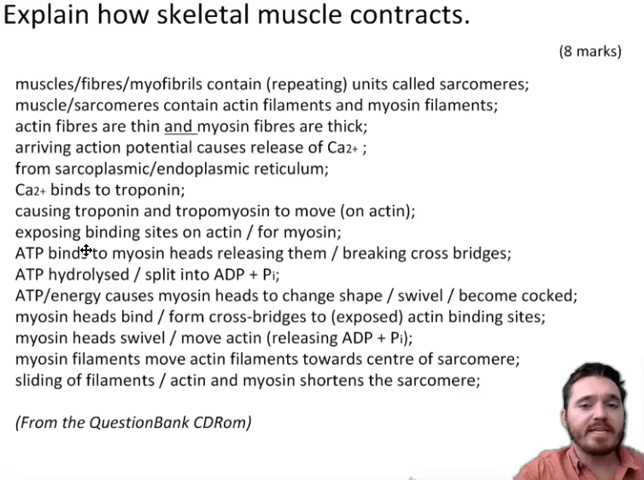 Explain how skeletal muscle contracts.
(8 marks)
muscles/fibres/myofibrils contain (repeating) units called sarcomeres;
muscle/sarcomeres contain actin filaments and myosin filaments;
actin fibres are thin and myosin fibres are thick;
arriving action potential causes release of Ca2+ ;
from sarcoplasmic/endoplasmic reticulum;
Ca2+ binds to troponin;
causing troponin and tropomyosin to move (on actin);
exposing binding sites on actin / for myosin;
ATP binds to myosin heads releasing them / breaking cross bridges;
ATP hydrolysed / split into ADP + Pi;
ATP/energy causes myosin heads to change shape / swivel / become cocked;
myosin heads bind / form cross-bridges to (exposed) actin binding sites;
myosin heads swivel / move actin (releasing ADP + Pi);
myosin filaments move actin filaments towards centre of sarcomere;
sliding of filaments / actin and myosin shortens the sarcomere;
(From the QuestionBank CDRom)